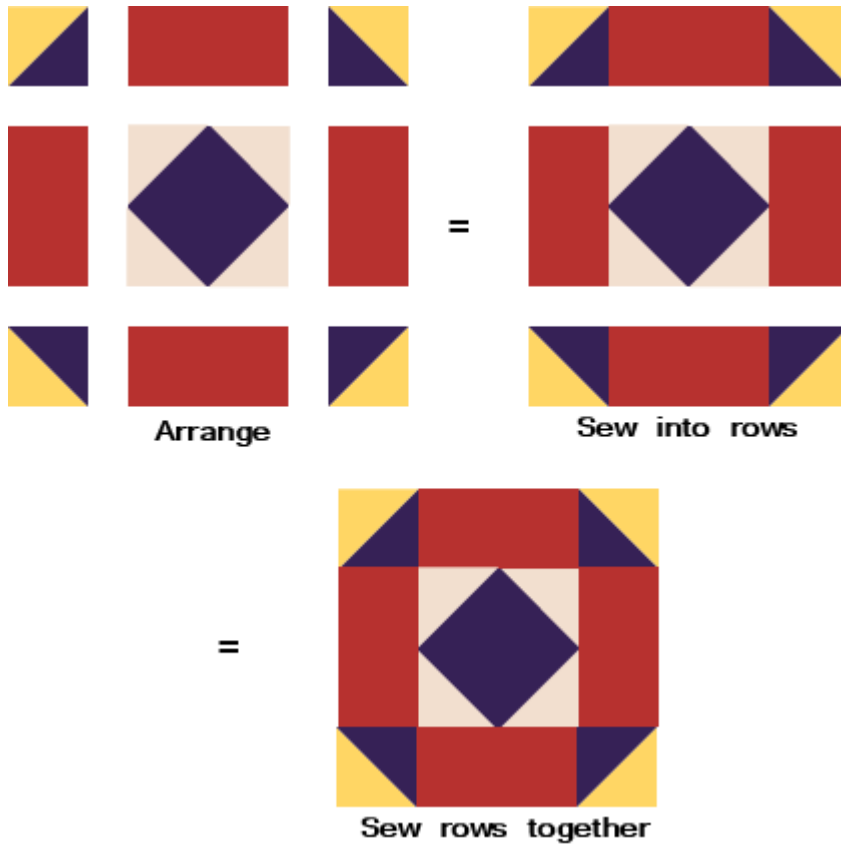 =
Arrange
Sew into rows
=
Sew rows together